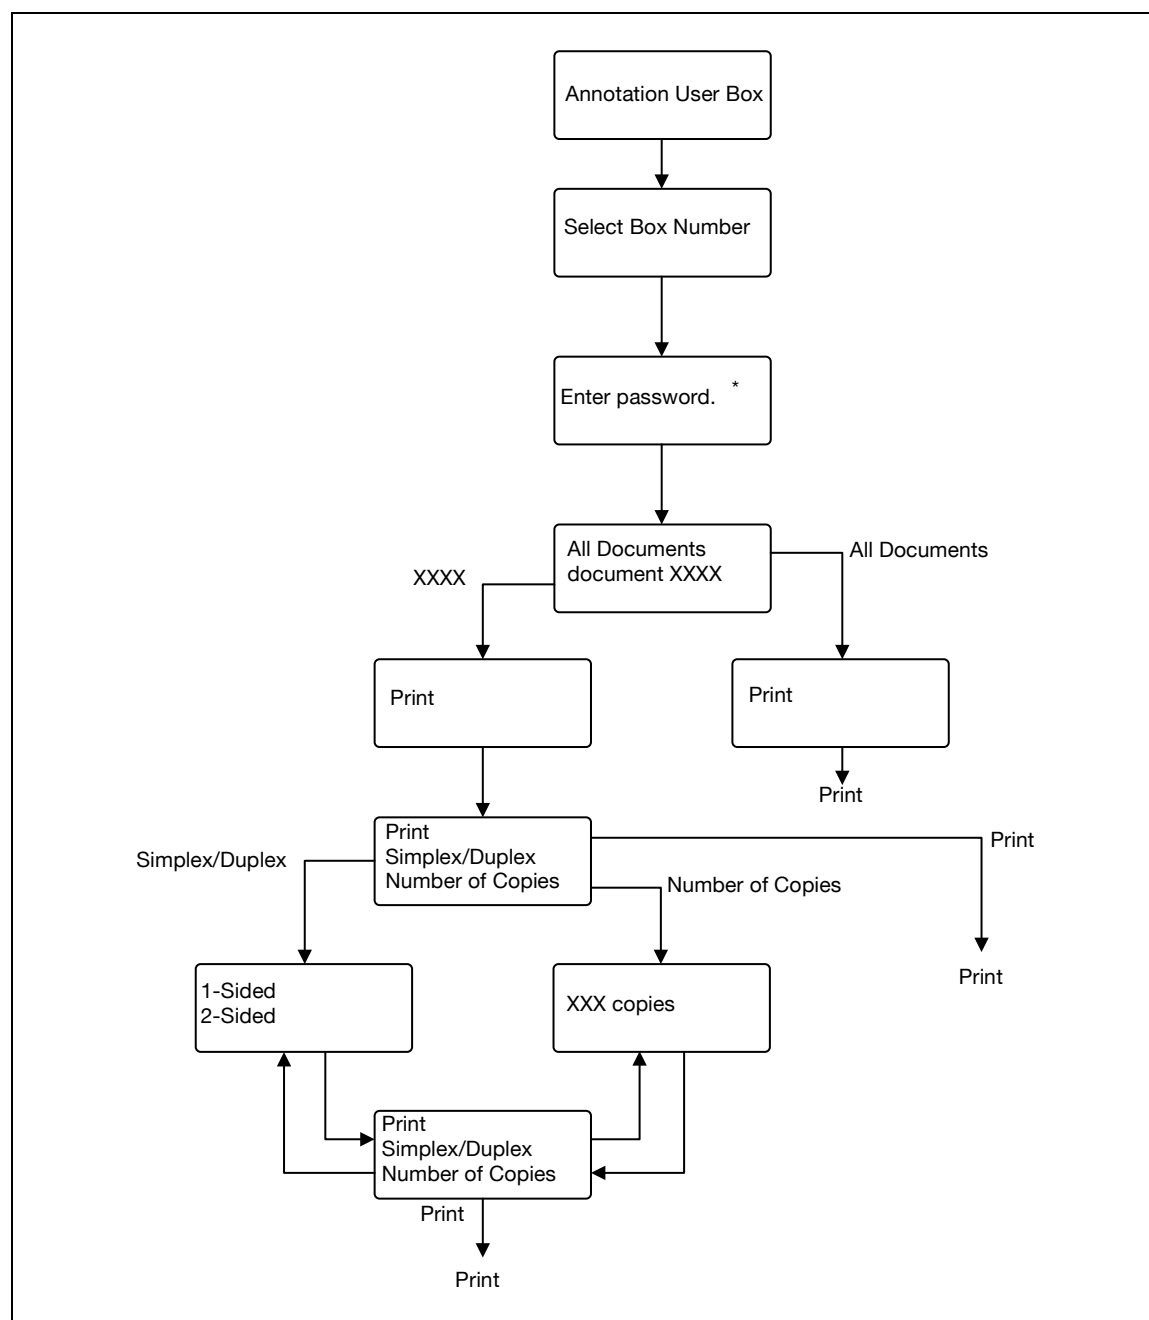 Annotation User Box
Select Box Number
Enter password. *
All Documents
document XXXX
All Documents
XXXX
Print
Print
Print
Print
Simplex/Duplex
Number of Copies
Print
Simplex/Duplex
Number of Copies
Print
1-Sided
2-Sided
XXX copies
Print
Simplex/Duplex
Number of Copies
Print
Print